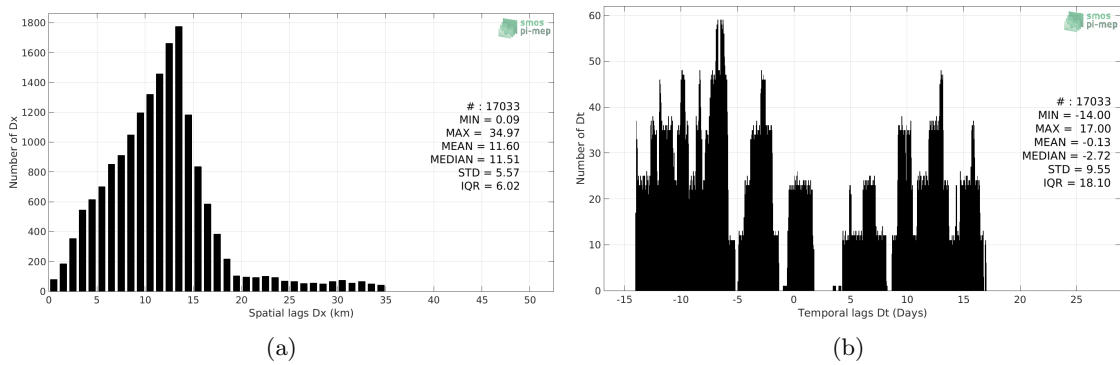 smos
pi-mep
1800
1600
1400
1200
1000
800
600
400
200
0
Number of Dx
# : 17033
MIN = 0.09
MAX = 34.97
MEAN = 11.60
MEDIAN = 11.51
STD = 5.57
IQR = 6.02
0 5 10 15 20 25 30 35 40 45 50
Spatial lags Dx (km)
(a)
smos
pi-mep
60
50
40
30
20
10
0
Number of Dt
# : 17033
MIN = -14.00
MAX = 17.00
MEAN = -0.13
MEDIAN = -2.72
STD = 9.55
IQR = 18.10
-15 -10 -5 0 5 10 15 20 25
Temporal lags Dt (Days)
(b)